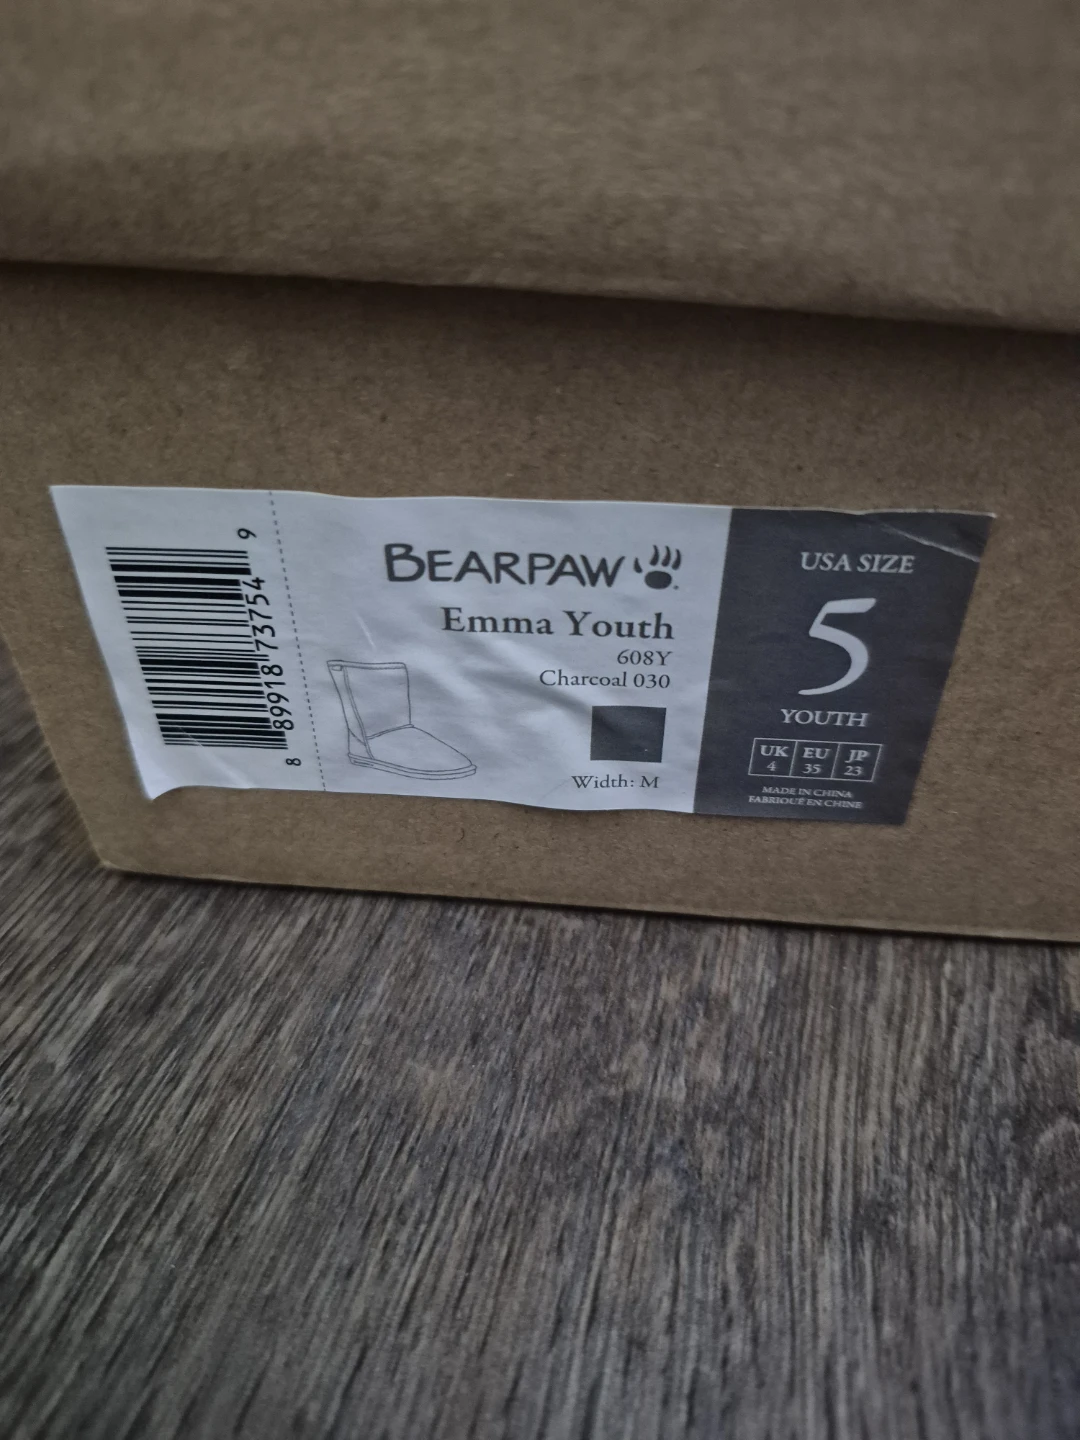 8 89918 73754 9
BEARPAW
Emma Youth
608Y
Charcoal 030
Width: M
USA SIZE
5
YOUTH
UK EU JP
4 35 23
MADE IN CHINA
FABRIQUÉ EN CHINE